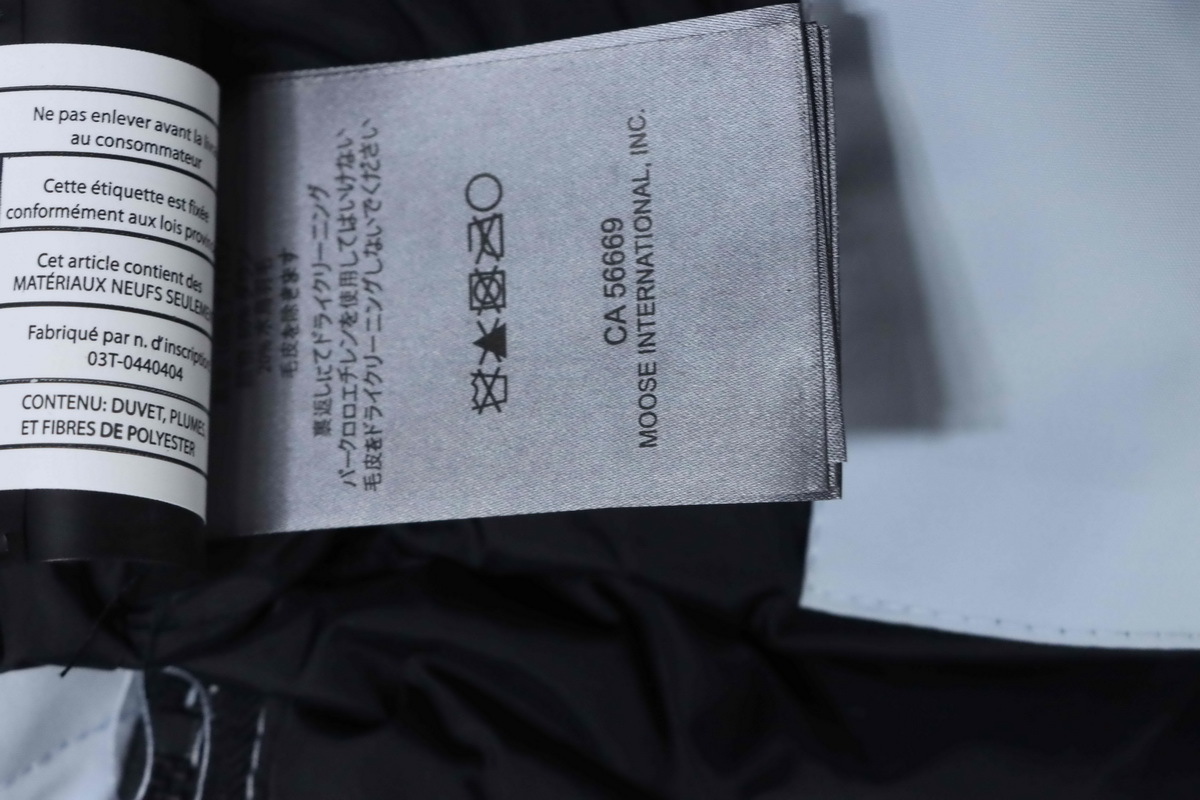 Ne pas enlever avant la
au consommateur
Cette étiquette est fixée
conformément aux lois
Cet article contient des
MATÉRIAUX NEUFS
Fabriqué par n. d'inscription
03T-0440404
CONTENU: DUVET, PLUMES,
ET FIBRES DE POLYESTER
毛皮を除きます
裏返しにてドライクリーニング
パークロロエチレンを使用してはいけない
毛皮をドライクリーニングしないでください
CA 56669
MOOSE INTERNATIONAL, INC.